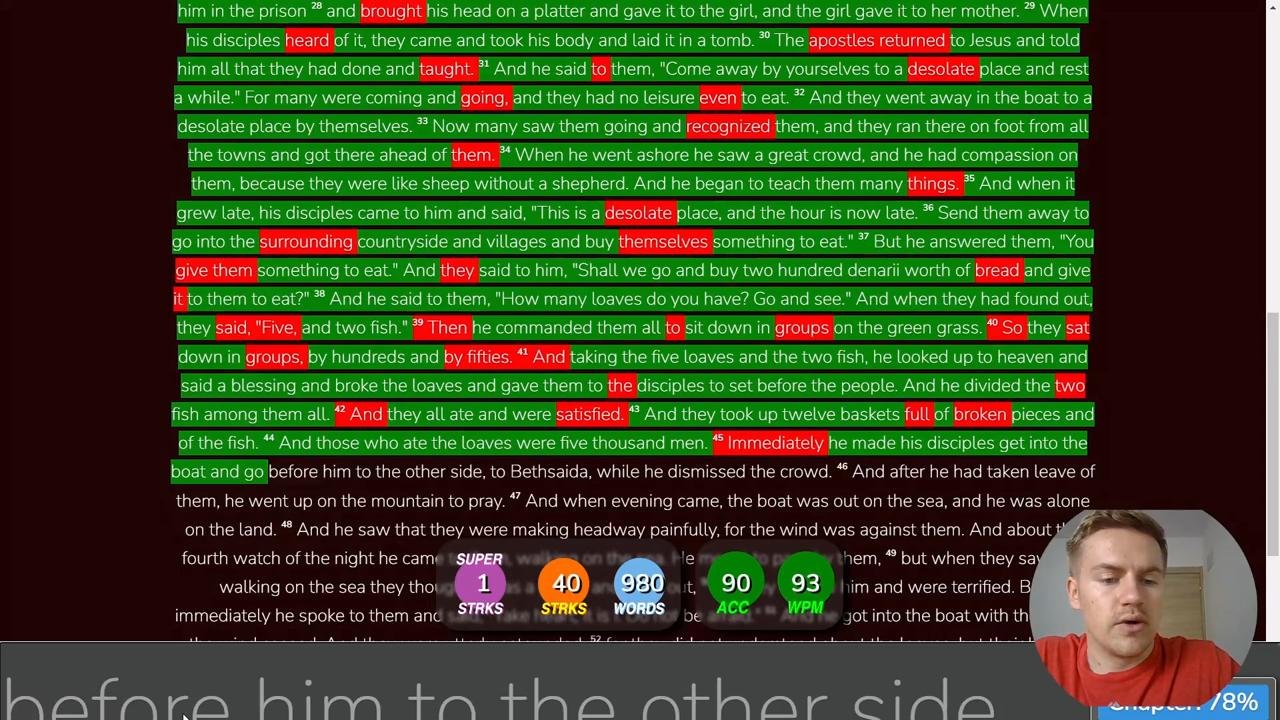 him in the prison 28 and brought his head on a platter and gave it to the girl, and the girl gave it to her mother. 29 When
his disciples heard of it, they came and took his body and laid it in a tomb. 30 The apostles returned to Jesus and told
him all that they had done and taught. 31 And he said to them, "Come away by yourselves to a desolate place and rest
a while." For many were coming and going, and they had no leisure even to eat. 32 And they went away in the boat to a
desolate place by themselves. 33 Now many saw them going and recognized them, and they ran there on foot from all
the towns and got there ahead of them. 34 When he went ashore he saw a great crowd, and he had compassion on
them, because they were like sheep without a shepherd. And he began to teach them many things. 35 And when it
grew late, his disciples came to him and said, "This is a desolate place, and the hour is now late. 36 Send them away to
go into the surrounding countryside and villages and buy themselves something to eat." 37 But he answered them, "You
give them something to eat." And they said to him, "Shall we go and buy two hundred denarii worth of bread and give
it to them to eat?" 38 And he said to them, "How many loaves do you have? Go and see." And when they had found out,
they said, "Five, and two fish." 39 Then he commanded them all to sit down in groups on the green grass. 40 So they sat
down in groups, by hundreds and by fifties. 41 And taking the five loaves and the two fish, he looked up to heaven and
said a blessing and broke the loaves and gave them to the disciples to set before the people. And he divided the two
fish among them all. 42 And they all ate and were satisfied. 43 And they took up twelve baskets full of broken pieces and
of the fish. 44 And those who ate the loaves were five thousand men. 45 Immediately he made his disciples get into the
boat and go before him to the other side, to Bethsaida, while he dismissed the crowd. 46 And after he had taken leave of
them, he went up on the mountain to pray. 47 And when evening came, the boat was out on the sea, and he was alone
on the land. 48 And he saw that they were making headway painfully, for the wind was against them. And about
fourth watch of the night he came them, 49 but when they
walking on the sea they him and were terrified.
immediately he spoke to them and got into the boat with
SUPER
1
STRKS
40
STRKS
980
WORDS
90
ACC
93
WPM
before him to the other side
Chapter 78%